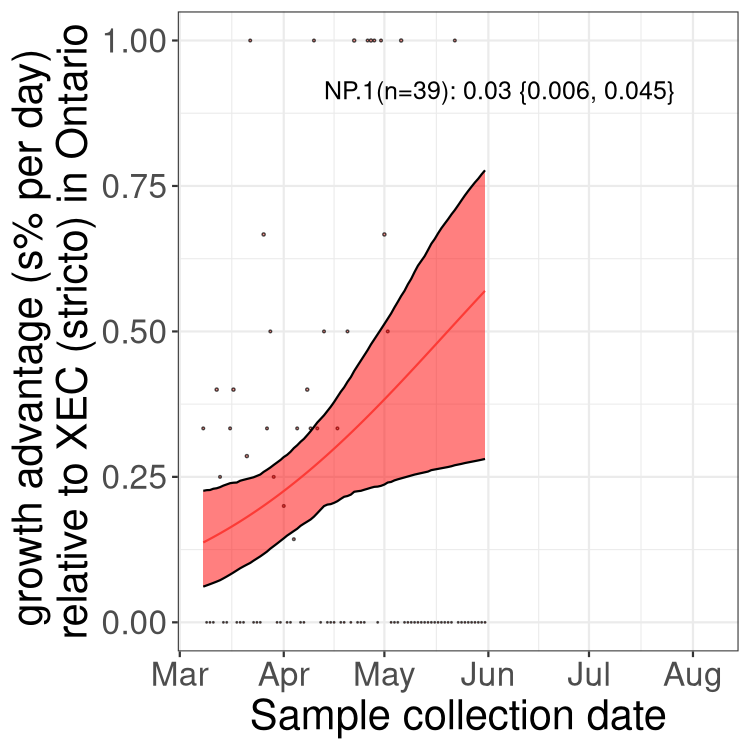 growth advantage (s% per day)
relative to XEC (stricto) in Ontario
1.00
0.75
0.50
0.25
0.00
NP.1(n=39): 0.03 {0.006, 0.045}
Mar Apr May Jun Jul Aug
Sample collection date